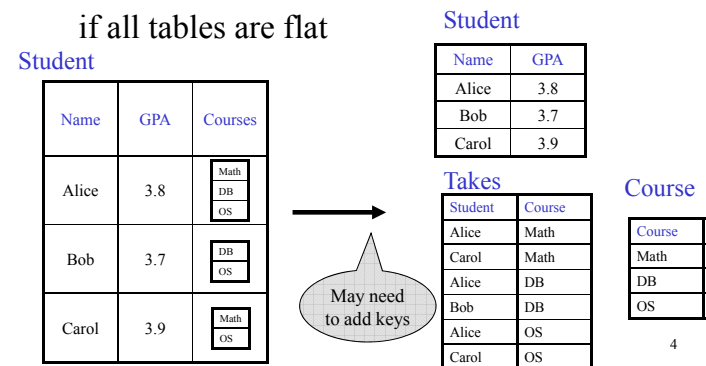 if all tables are flat
Student
Name GPA Courses
Alice 3.8 Math DB OS
Bob 3.7 DB OS
Carol 3.9 Math OS
May need
to add keys
Student
Name GPA
Alice 3.8
Bob 3.7
Carol 3.9
Takes
Student Course
Alice Math
Carol Math
Alice DB
Bob DB
Alice OS
Carol OS
Course
Course
Math
DB
OS
4